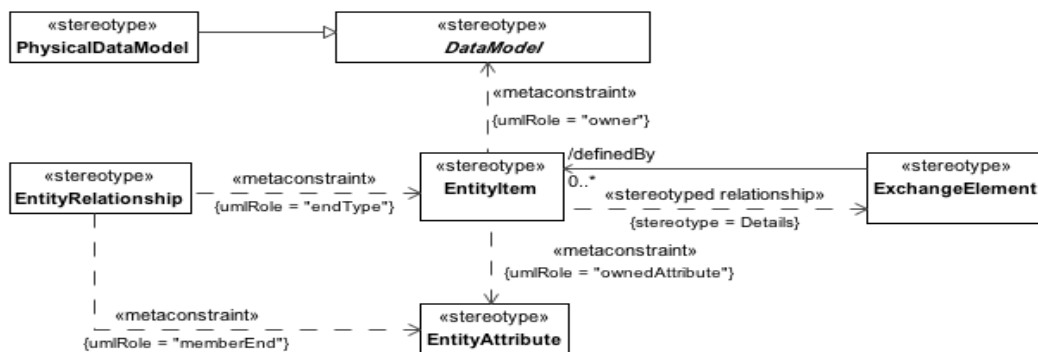 «stereotype»
PhysicalDataModel
«stereotype»
DataModel
«metaconstraint»
{umlRole = "owner"}
«stereotype»
EntityRelationship
«metaconstraint»
{umlRole = "endType"}
«stereotype»
EntityItem
/definedBy
0..*
«stereotyped relationship»
{stereotype = Details}
«stereotype»
ExchangeElement
«metaconstraint»
{umlRole = "ownedAttribute"}
«metaconstraint»
{umlRole = "memberEnd"}
«stereotype»
EntityAttribute